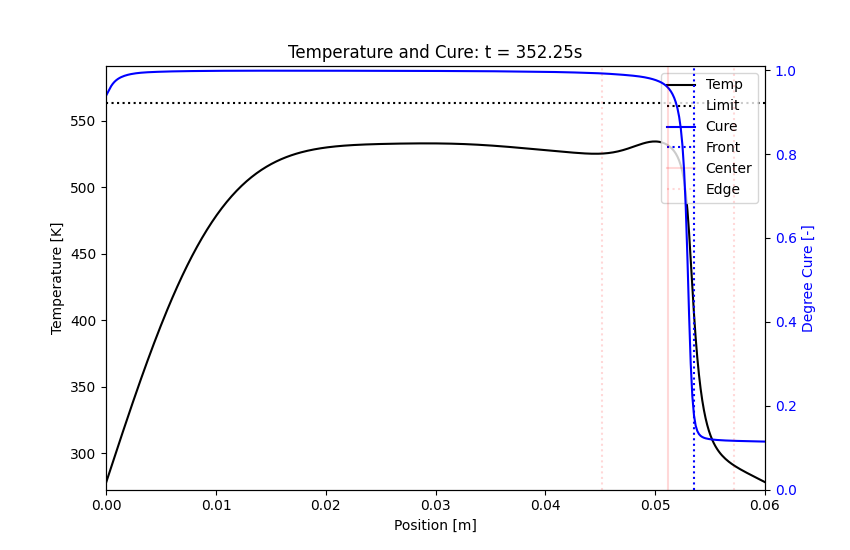 Temperature and Cure: t = 352.25s
Temperature [K]
550
500
450
400
350
300
0.00
0.01
0.02
0.03
0.04
0.05
0.06
Position [m]
1.0
0.8
0.6
0.4
0.2
0.0
Degree Cure [-]
Temp
Limit
Cure
Front
Center
Edge